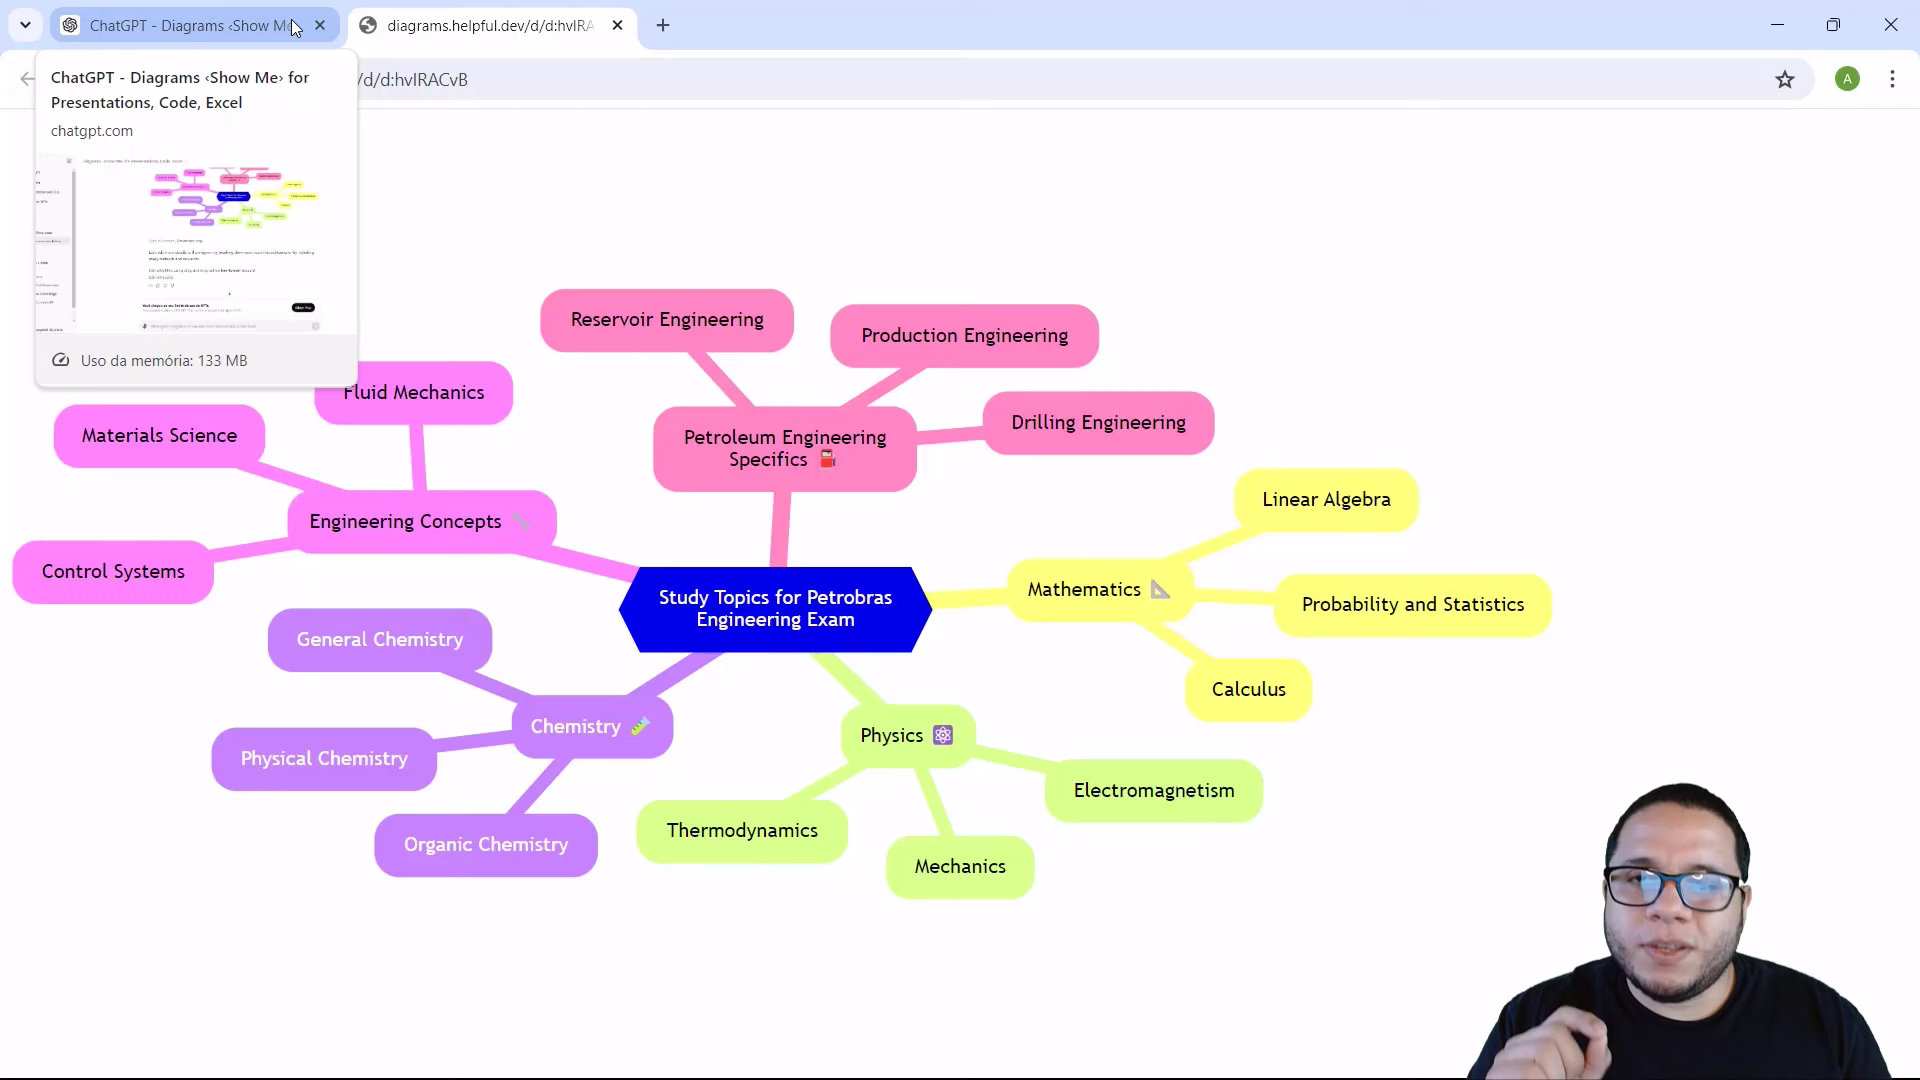 ChatGPT - Diagrams ‹Show Me
diagrams.helpful.dev/d/d:hvIRA
/d/d:hvIRACvB
A
ChatGPT - Diagrams ‹Show Me› for
Presentations, Code, Excel
chatgpt.com
Uso da memória: 133 MB
Reservoir Engineering
Production Engineering
Fluid Mechanics
Drilling Engineering
Materials Science
Petroleum Engineering
Specifics
Linear Algebra
Engineering Concepts
Control Systems
Mathematics
Study Topics for Petrobras
Engineering Exam
Probability and Statistics
General Chemistry
Calculus
Chemistry
Physics
Physical Chemistry
Electromagnetism
Thermodynamics
Organic Chemistry
Mechanics